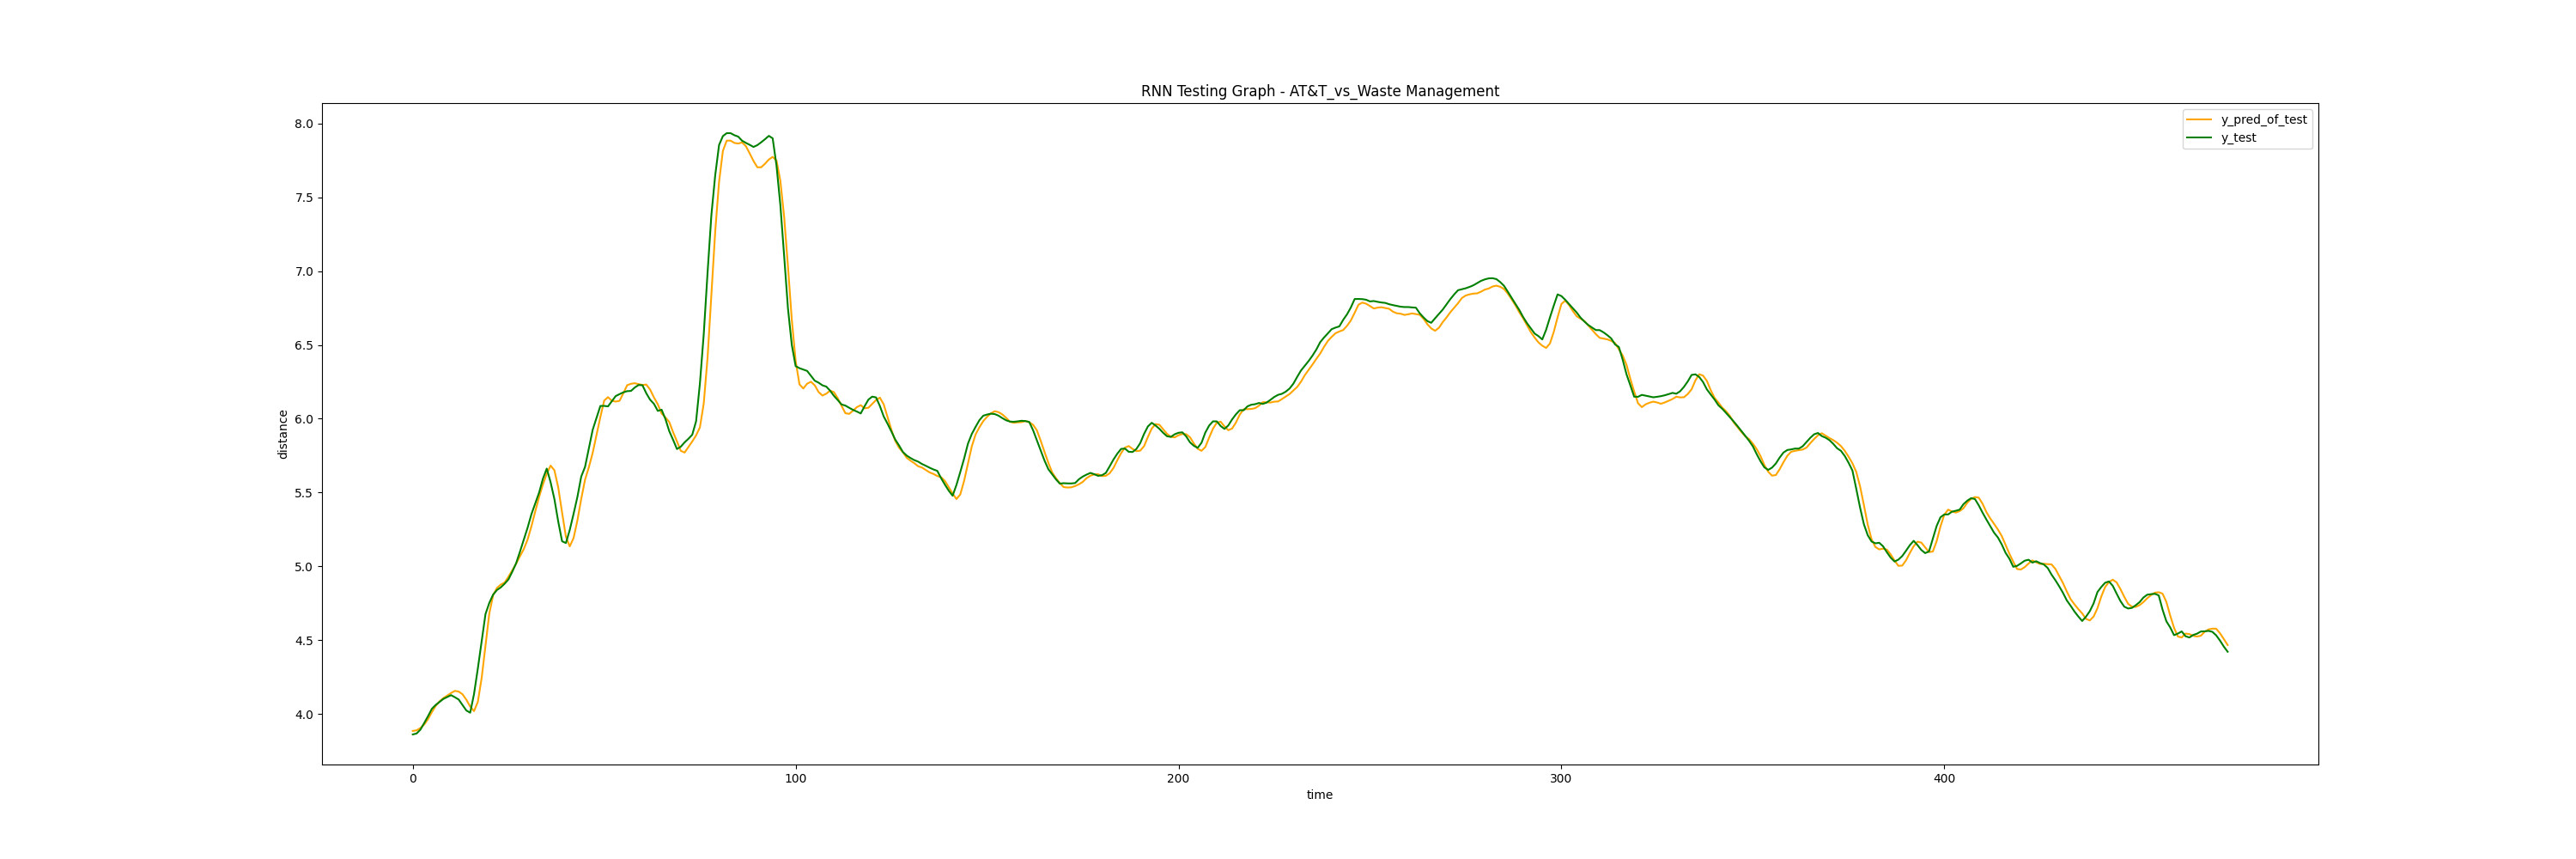 RNN Testing Graph - AT&T_vs_Waste Management
y_pred_of_test
y_test
8.0
7.5
7.0
6.5
6.0
5.5
5.0
4.5
4.0
distance
0 100 200 300 400
time